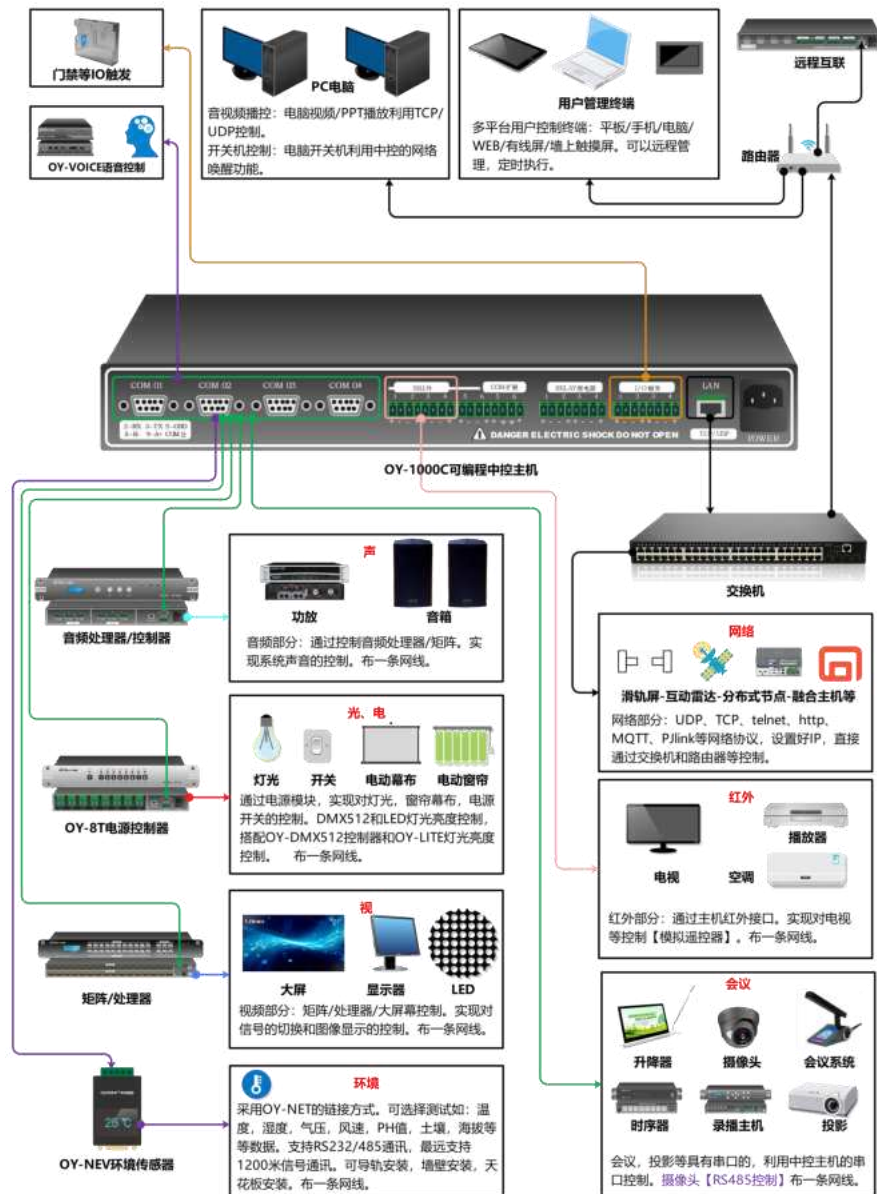 门禁等IO触发
OY-VOICE语音控制
PC电脑
音视频播控：电脑视频/PPT播放利用TCP/
UDP控制。
开关机控制：电脑开关机利用中控的网络
唤醒功能。
用户管理终端
多平台用户控制终端：平板/手机/电脑/
WEB/有线屏/墙上触摸屏。可以远程管
理，定时执行。
远程互联
路由器
COM 01
COM 02
COM 03
COM 04
COM扩展
RELAY继电器
LAN
1 2 3 4
DANGER ELECTRIC SHOCK DO NOT OPEN
TCP/UDP
POWER
OY-1000C可编程中控主机
交换机
音频处理器/控制器
声
功放
音箱
音频部分：通过控制音频处理器/矩阵。实
现系统声音的控制。布一条网线。
网络
滑轨屏-互动雷达-分布式节点-融合主机等
网络部分：UDP、TCP、telnet、http、
MQTT、PJlink等网络协议，设置好IP，直接
通过交换机和路由器等控制。
OY-8T电源控制器
光、电
灯光
开关
电动幕布
电动窗帘
通过电源模块，实现对灯光，窗帘幕布，电源
开关的控制。DMX512和LED灯光亮度控制，
搭配OY-DMX512控制器和OY-LITE灯光亮度
控制。 布一条网线。
红外
播放器
电视
空调
红外部分：通过主机红外接口。实现对电视
等控制【模拟遥控器】。布一条网线。
矩阵/处理器
视
大屏
显示器
LED
视频部分：矩阵/处理器/大屏幕控制。实现对
信号的切换和图像显示的控制。布一条网线。
会议
升降器
摄像头
会议系统
时序器
录播主机
投影
会议，投影等具有串口的，利用中控主机的串
口控制。摄像头【RS485控制】布一条网线。
25℃
OY-NEV环境传感器
环境
采用OY-NET的链接方式。可选择测试如：温
度，湿度，气压，风速，PH值，土壤，海拔等
等数据。支持RS232/485通讯，最远支持
1200米信号通讯。可导轨安装，墙壁安装，天
花板安装。布一条网线。